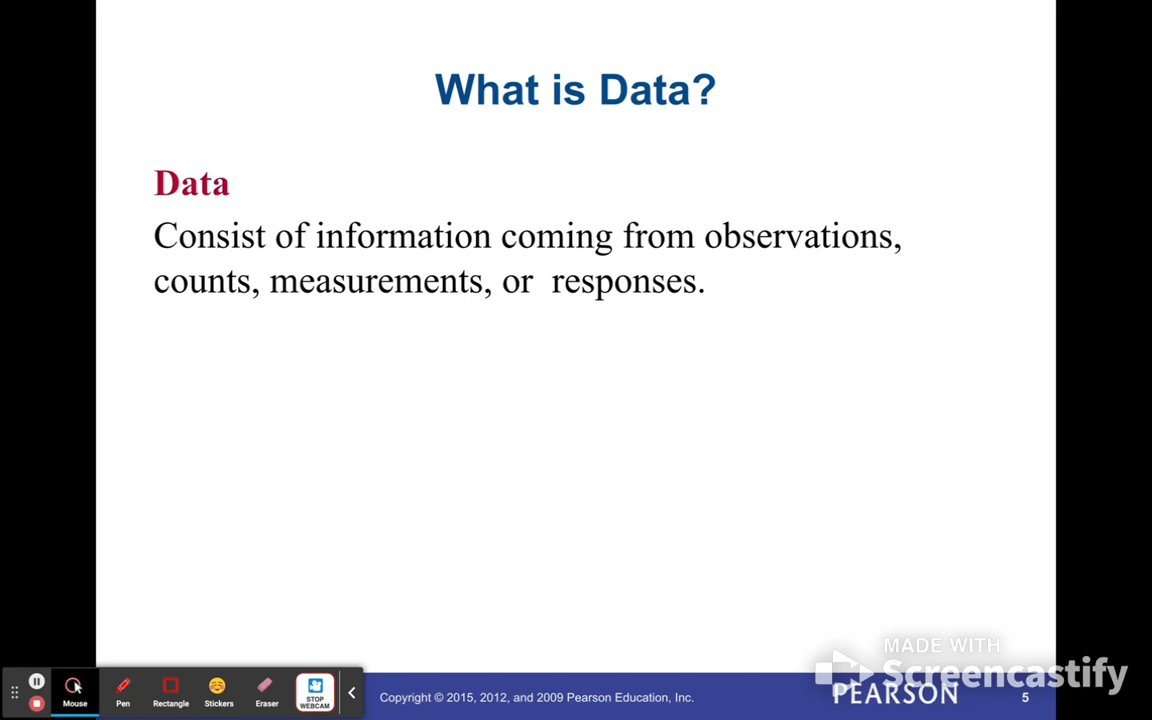 What is Data?
Data
Consist of information coming from observations,
counts, measurements, or responses.
MADE WITH
Screencastify
Mouse
Pen
Rectangle
Stickers
Eraser
STOP
WEBCAM
Copyright © 2015, 2012, and 2009 Pearson Education, Inc.
PEARSON
5